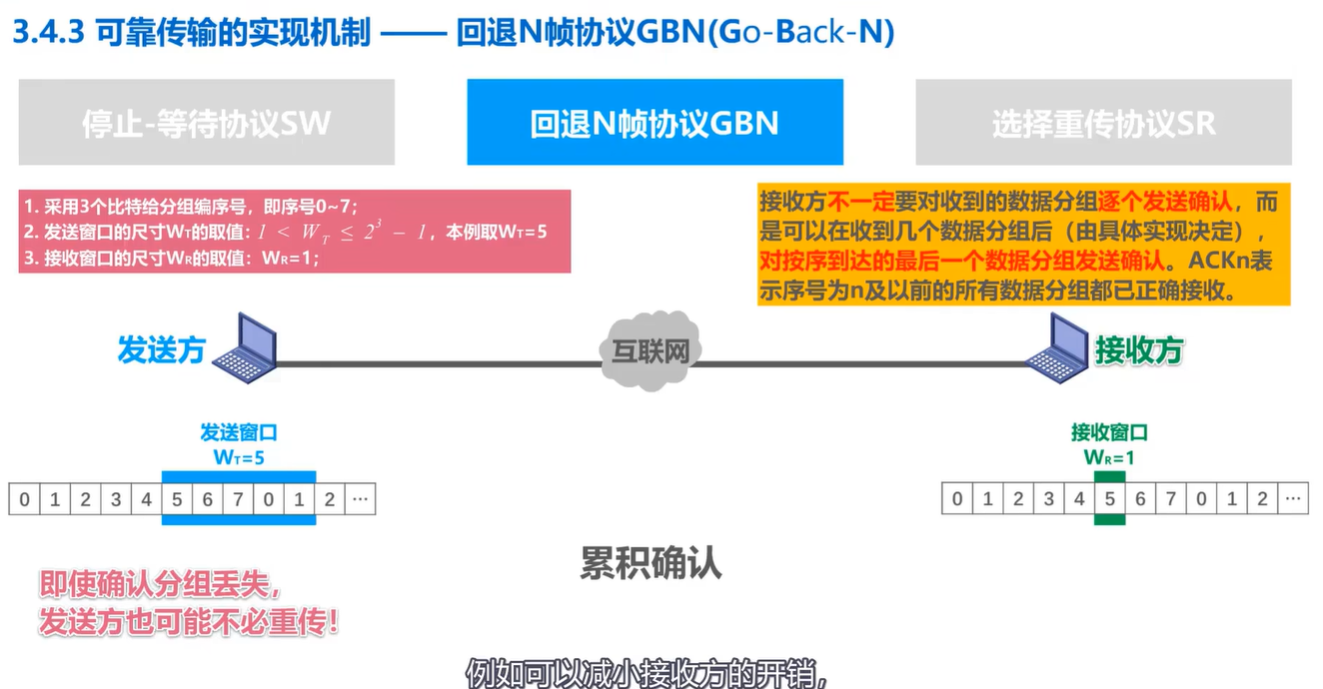 3.4.3 可靠传输的实现机制 —— 回退N帧协议GBN(Go-Back-N)
停止-等待协议SW
回退N帧协议GBN
选择重传协议SR
1. 采用3个比特给分组编序号，即序号0~7；
2. 发送窗口的尺寸WT的取值：1 < WT ≤ 2³ – 1，本例取WT=5
3. 接收窗口的尺寸WR的取值：WR=1；
接收方不一定要对收到的数据分组逐个发送确认，而
是可以在收到几个数据分组后（由具体实现决定），
对按序到达的最后一个数据分组发送确认。ACKn表
示序号为n及以前的所有数据分组都已正确接收。
发送方
互联网
接收方
发送窗口
WT=5
0 1 2 3 4 5 6 7 0 1 2 ···
接收窗口
WR=1
0 1 2 3 4 5 6 7 0 1 2 ···
累积确认
即使确认分组丢失，
发送方也可能不必重传！
例如可以减小接收方的开销，